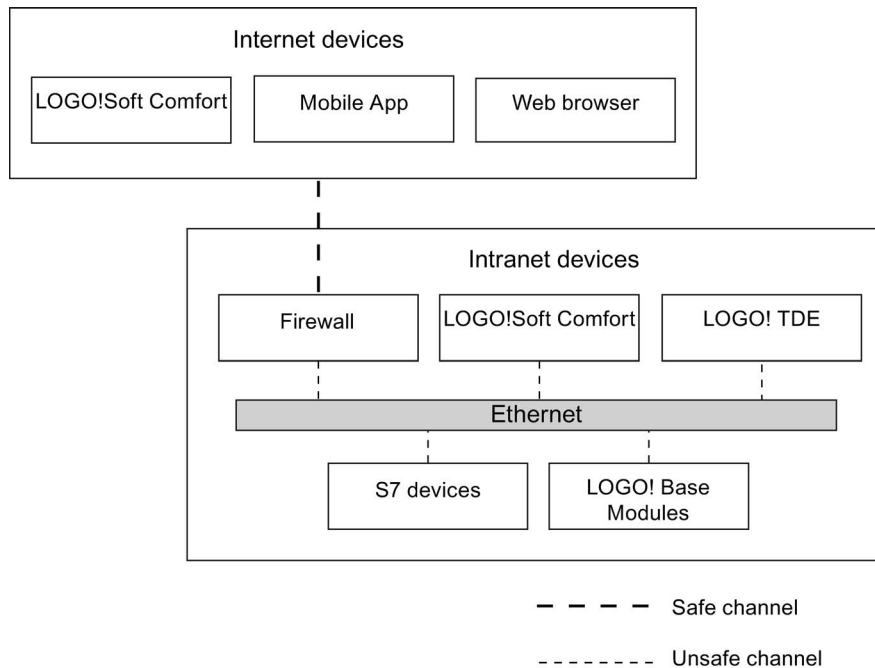 Internet devices
LOGO!Soft Comfort
Mobile App
Web browser
Intranet devices
Firewall
LOGO!Soft Comfort
LOGO! TDE
Ethernet
S7 devices
LOGO! Base
Modules
Safe channel
Unsafe channel